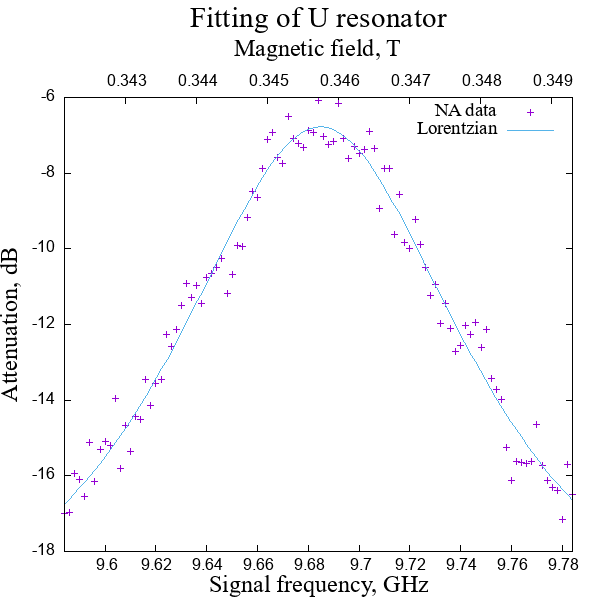 Fitting of U resonator
Magnetic field, T
0.343 0.344 0.345 0.346 0.347 0.348 0.349
NA data
Lorentzian
-6
-8
-10
-12
-14
-16
-18
Attenuation, dB
9.6 9.62 9.64 9.66 9.68 9.7 9.72 9.74 9.76 9.78
Signal frequency, GHz